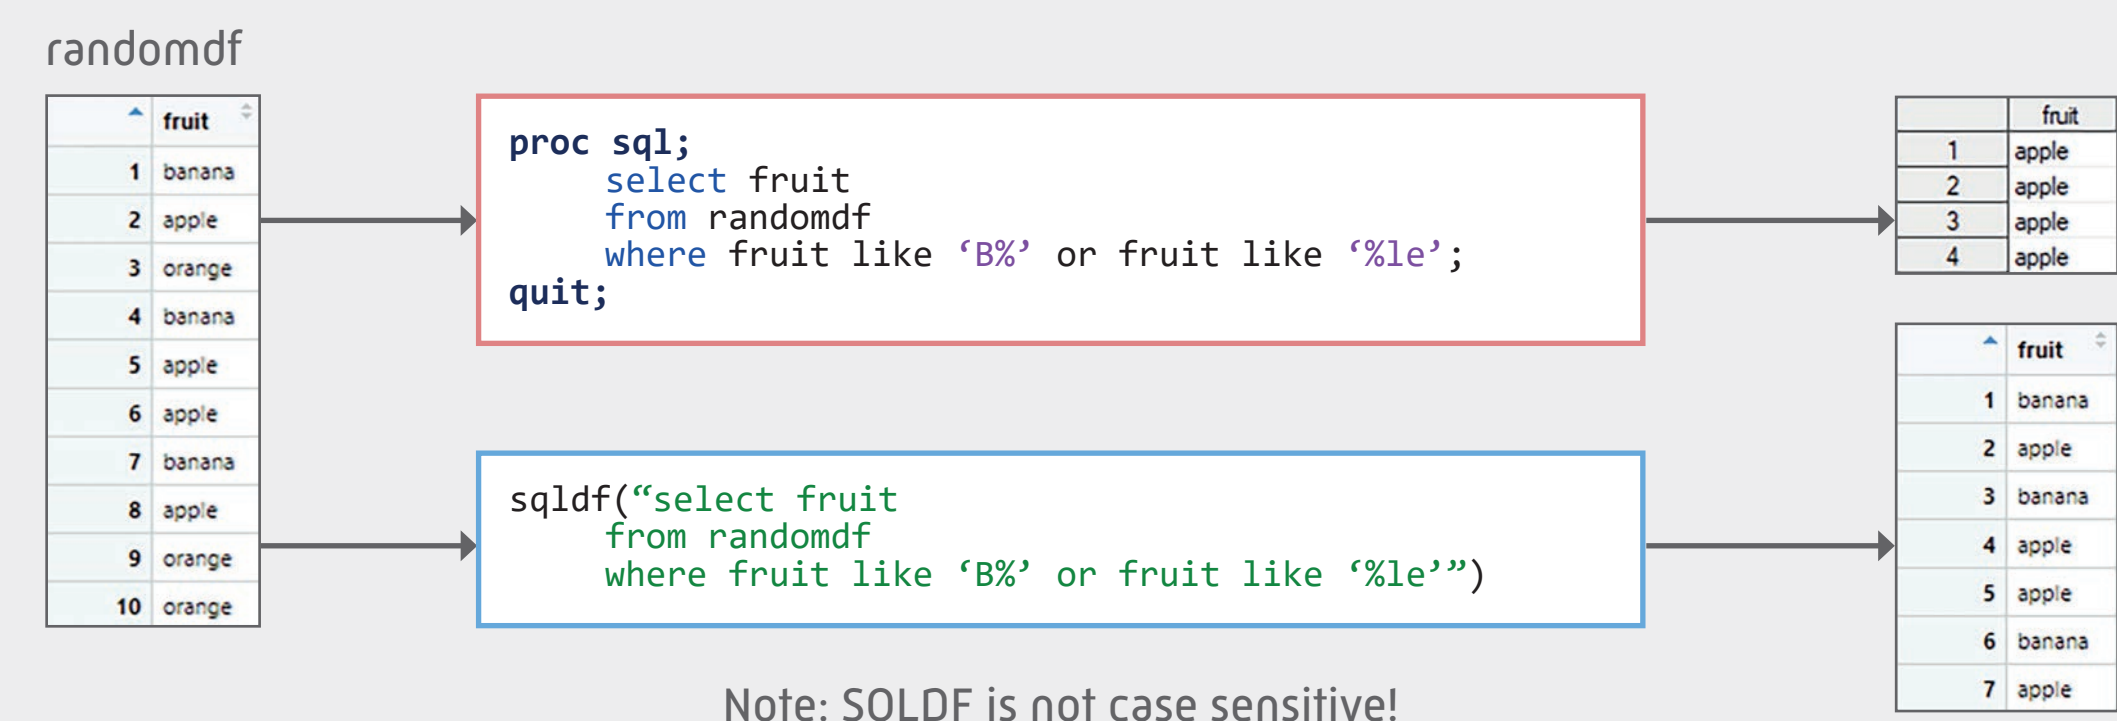 randomdf
fruit
1 banana
2 apple
3 orange
4 banana
5 apple
6 apple
7 banana
8 apple
9 orange
10 orange
proc sql;
select fruit
from randomdf
where fruit like ‘B%’ or fruit like ‘%le’;
quit;
sqldf(“select fruit
from randomdf
where fruit like ‘B%’ or fruit like ‘%le’”)
fruit
1 apple
2 apple
3 apple
4 apple
fruit
1 banana
2 apple
3 banana
4 apple
5 apple
6 banana
7 apple
Note: SQLDF is not case sensitive!